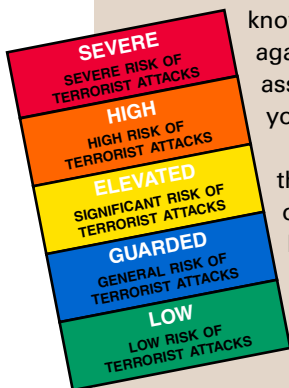 SEVERE
SEVERE RISK OF
TERRORIST ATTACKS
HIGH
HIGH RISK OF
TERRORIST ATTACKS
ELEVATED
SIGNIFICANT RISK OF
TERRORIST ATTACKS
GUARDED
GENERAL RISK OF
TERRORIST ATTACKS
LOW
LOW RISK OF
TERRORIST ATTACKS
know
aga
ass
yo
th